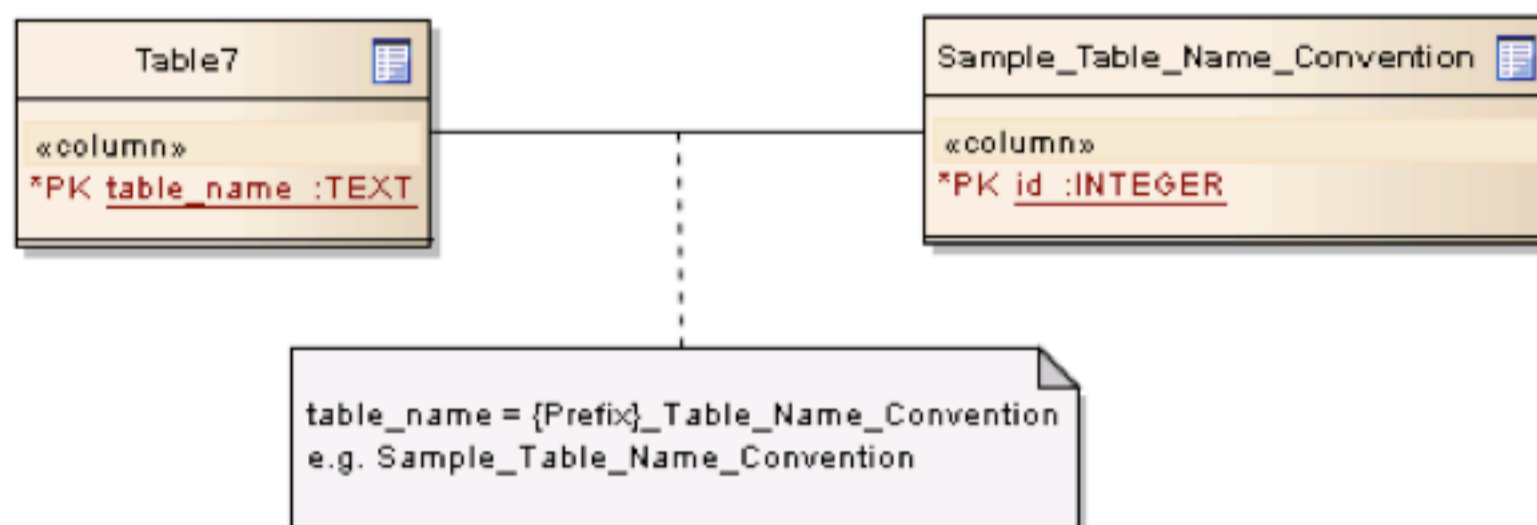 Table7
«column»
*PK table_name :TEXT
Sample_Table_Name_Convention
«column»
*PK id :INTEGER
table_name = {Prefix}_Table_Name_Convention
e.g. Sample_Table_Name_Convention